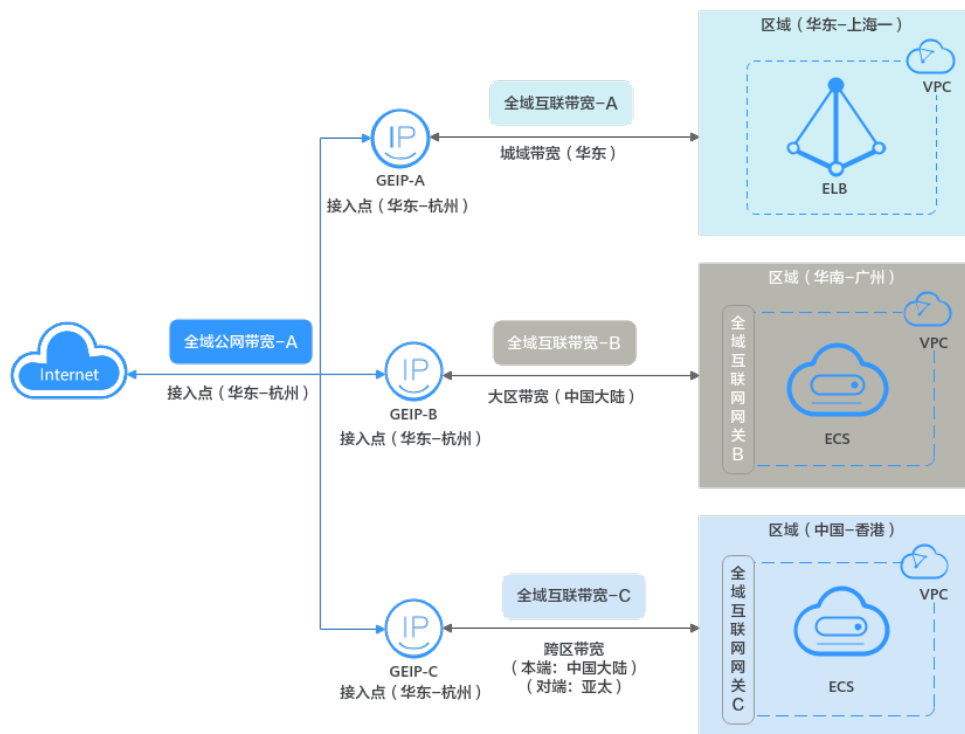 区域（华东–上海一）
VPC
ELB
全域互联带宽–A
城域带宽（华东）
IP
GEIP-A
接入点（华东–杭州）
区域（华南–广州）
VPC
全域互联网网关B
ECS
全域公网带宽–A
Internet
接入点（华东–杭州）
IP
GEIP-B
接入点（华东–杭州）
全域互联带宽–B
大区带宽（中国大陆）
区域（中国–香港）
VPC
全域互联网网关C
ECS
全域互联带宽–C
跨区带宽
（本端：中国大陆）
（对端：亚太）
IP
GEIP-C
接入点（华东–杭州）